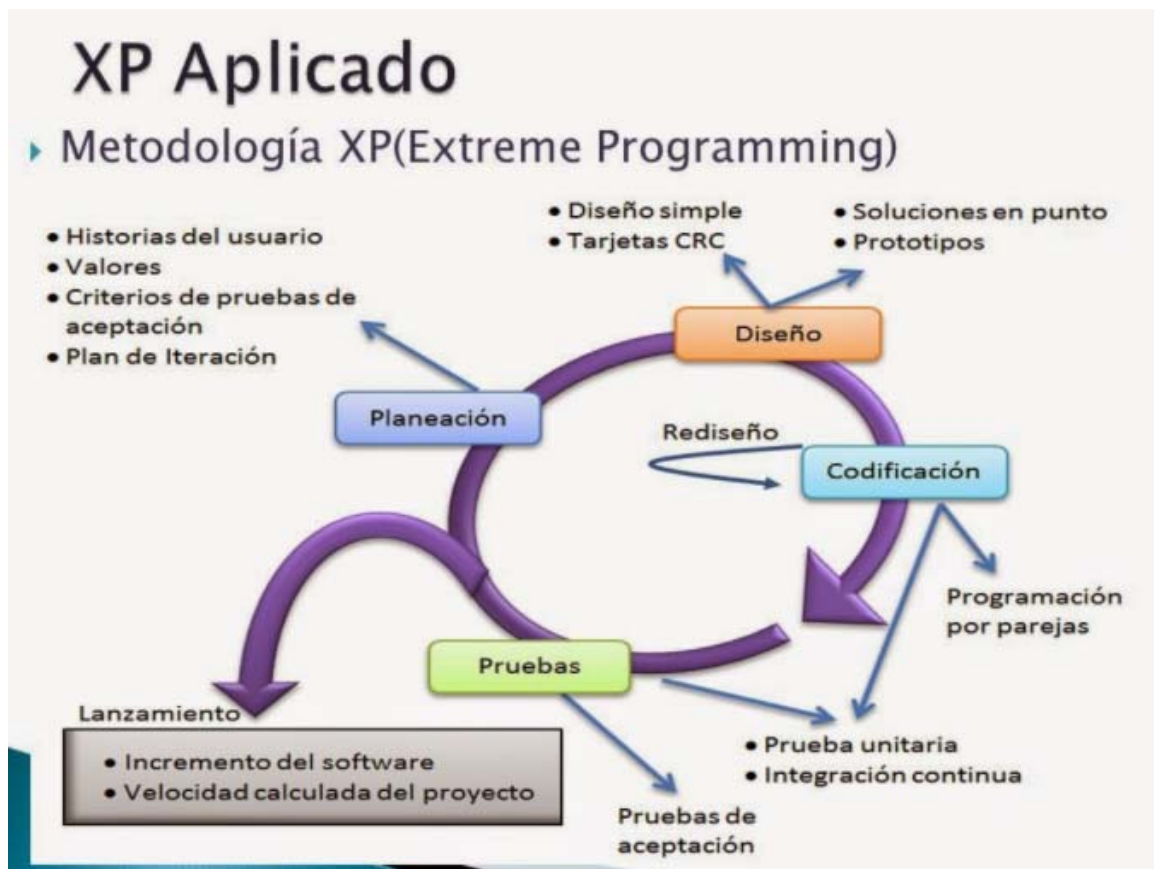 XP Aplicado
Metodología XP(Extreme Programming)
• Historias del usuario
• Valores
• Criterios de pruebas de
aceptación
• Plan de Iteración
• Diseño simple
• Tarjetas CRC
• Soluciones en punto
• Prototipos
Diseño
Planeación
Rediseño
Codificación
Programación
por parejas
Pruebas
Lanzamiento
• Incremento del software
• Velocidad calculada del proyecto
• Prueba unitaria
• Integración continua
Pruebas de
aceptación